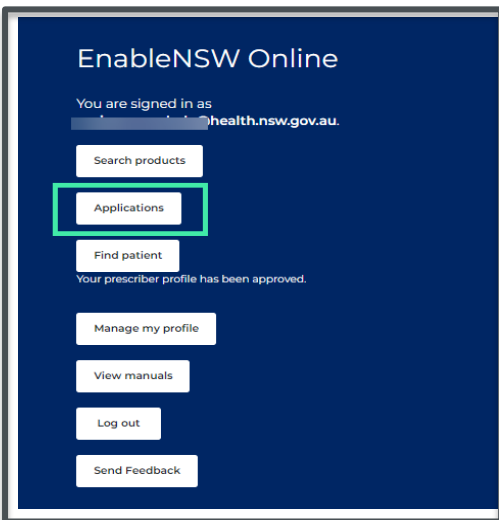 EnableNSW Online
You are signed in as
@health.nsw.gov.au.
Search products
Applications
Find patient
Your prescriber profile has been approved.
Manage my profile
View manuals
Log out
Send Feedback